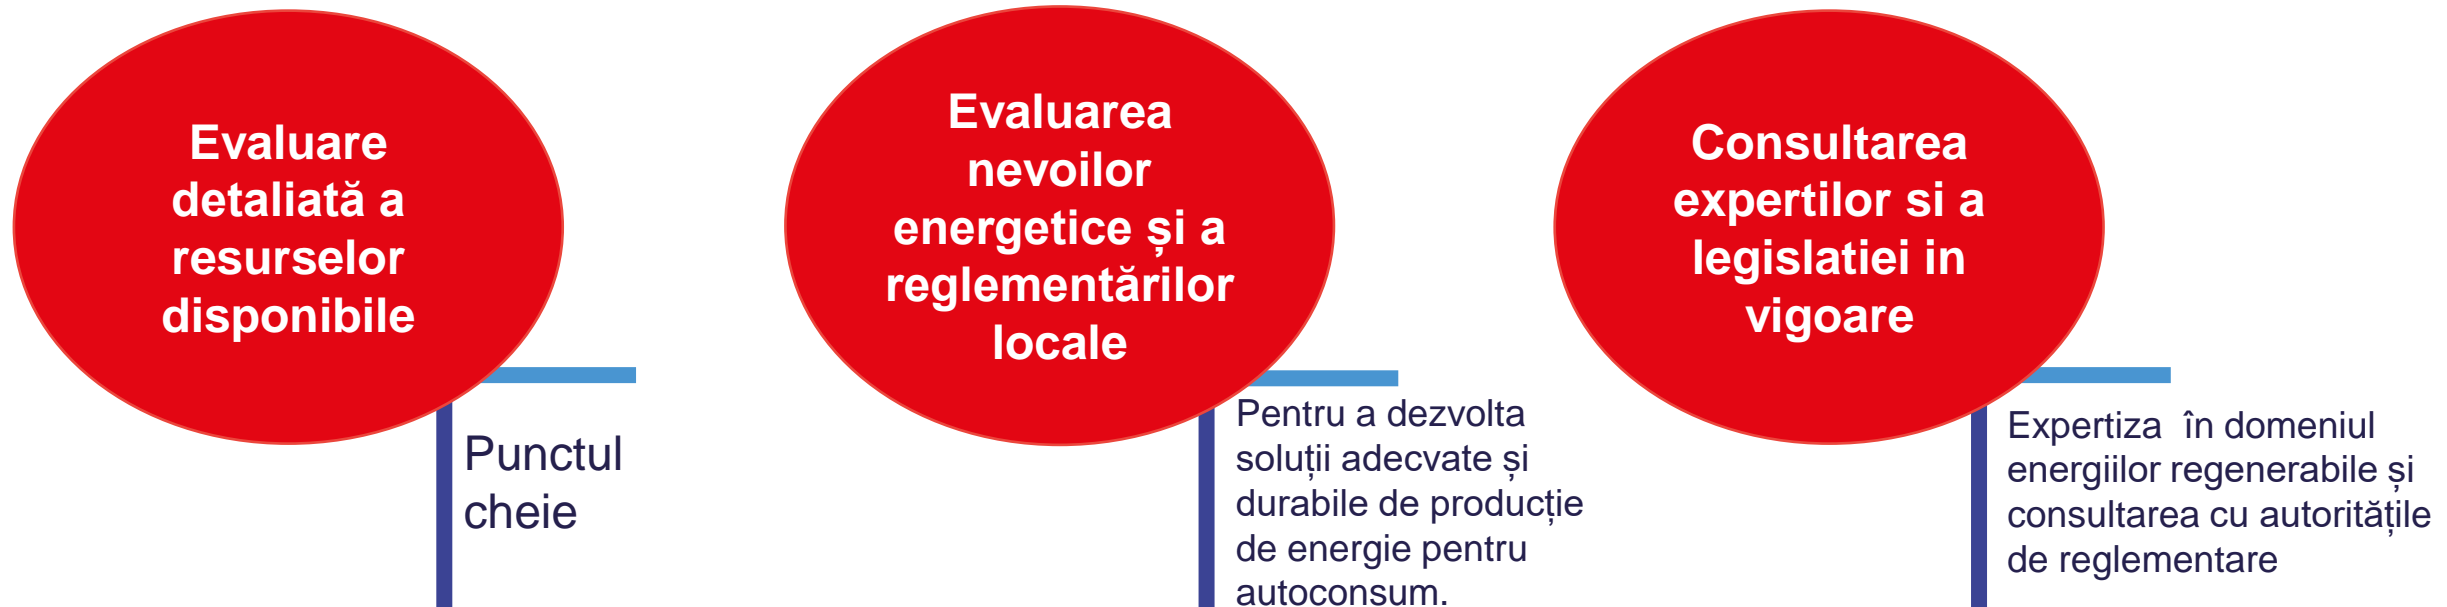 Evaluare
detaliată a
resurselor
disponibile
Punctul
cheie
Evaluarea
nevoilor
energetice și a
reglementărilor
locale
Pentru a dezvolta
soluții adecvate și
durabile de producție
de energie pentru
autoconsum.
Consultarea
expertilor si a
legislatiei in
vigoare
Expertiza  în domeniul
energiilor regenerabile și
consultarea cu autoritățile
de reglementare